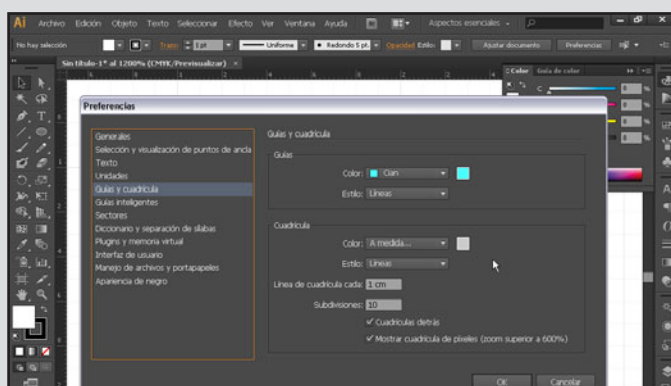 Ai Archivo Edición Objeto Texto Seleccionar Efecto Ver Ventana Ayuda Aspectos esenciales
No hay selección Trazo: 1 pt Uniforme Redondo 5 pt. Opacidad Estilo: Ajustar documento Preferencias
Sin título-1* al 1200% (CMYK/Previsualizar) ×
Color Guía de color
C
Preferencias
Generales
Selección y visualización de puntos de ancla
Texto
Unidades
Guías y cuadrícula
Guías inteligentes
Sectores
Diccionario y separación de sílabas
Plugins y memoria virtual
Interfaz de usuario
Manejo de archivos y portapapeles
Apariencia de negro
Guías y cuadrícula
Guías
Color: Cian
Estilo: Líneas
Cuadrícula
Color: A medida...
Estilo: Líneas
Línea de cuadrícula cada: 1 cm
Subdivisiones: 10
Cuadrículas detrás
Mostrar cuadrícula de píxeles (zoom superior a 600%)
OK Cancelar